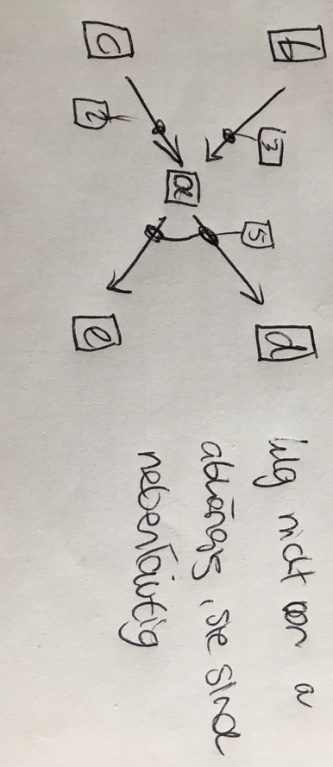 b
3
5
d
a
c
2
e
nicht von a
abhängig, sie sind
nebenläufig